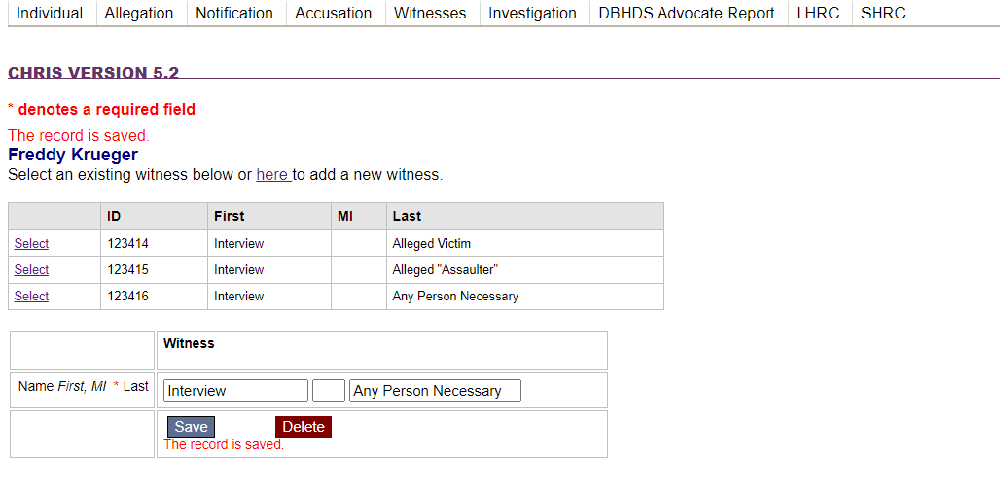 Individual Allegation Notification Accusation Witnesses Investigation DBHDS Advocate Report LHRC SHRC
CHRIS VERSION 5.2
* denotes a required field
The record is saved.
Freddy Krueger
Select an existing witness below or here to add a new witness.
ID First MI Last
Select 123414 Interview Alleged Victim
Select 123415 Interview Alleged "Assaulter"
Select 123416 Interview Any Person Necessary
Witness
Name First, MI * Last Interview Any Person Necessary
Save Delete
The record is saved.